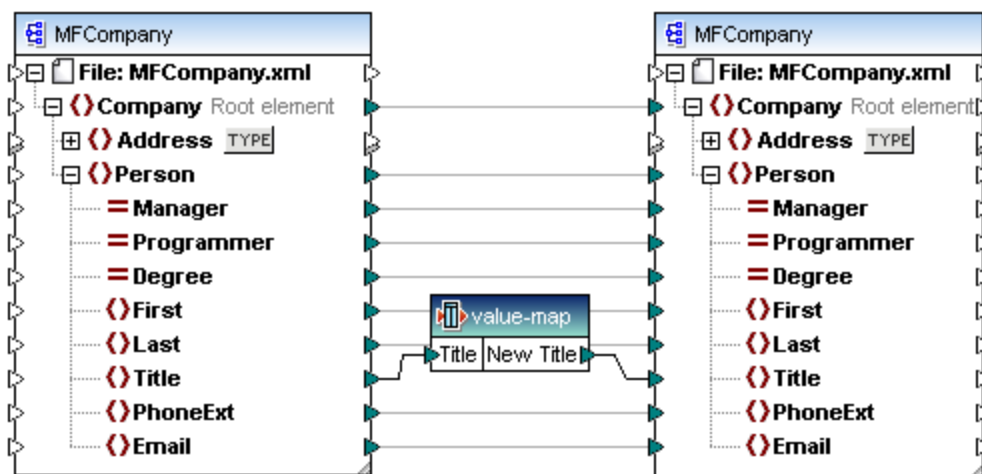 MFCompany
File: MFCompany.xml
Company Root element
Address TYPE
Person
Manager
Programmer
Degree
First
Last
Title
PhoneExt
Email
value-map
Title New Title
MFCompany
File: MFCompany.xml
Company Root element
Address TYPE
Person
Manager
Programmer
Degree
First
Last
Title
PhoneExt
Email